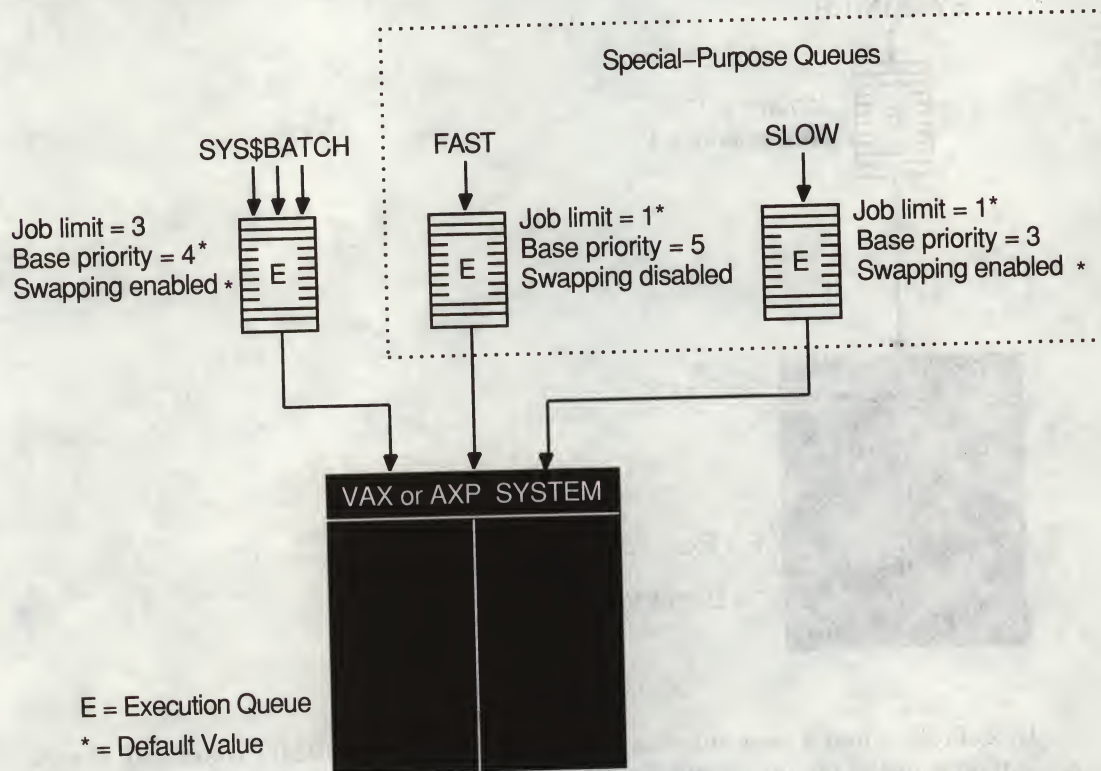 Special–Purpose Queues
SYS$BATCH
FAST
SLOW
Job limit = 3
Base priority = 4*
Swapping enabled *
E
Job limit = 1*
Base priority = 5
Swapping disabled
E
Job limit = 1*
Base priority = 3
Swapping enabled *
E
VAX or AXP SYSTEM
E = Execution Queue
* = Default Value